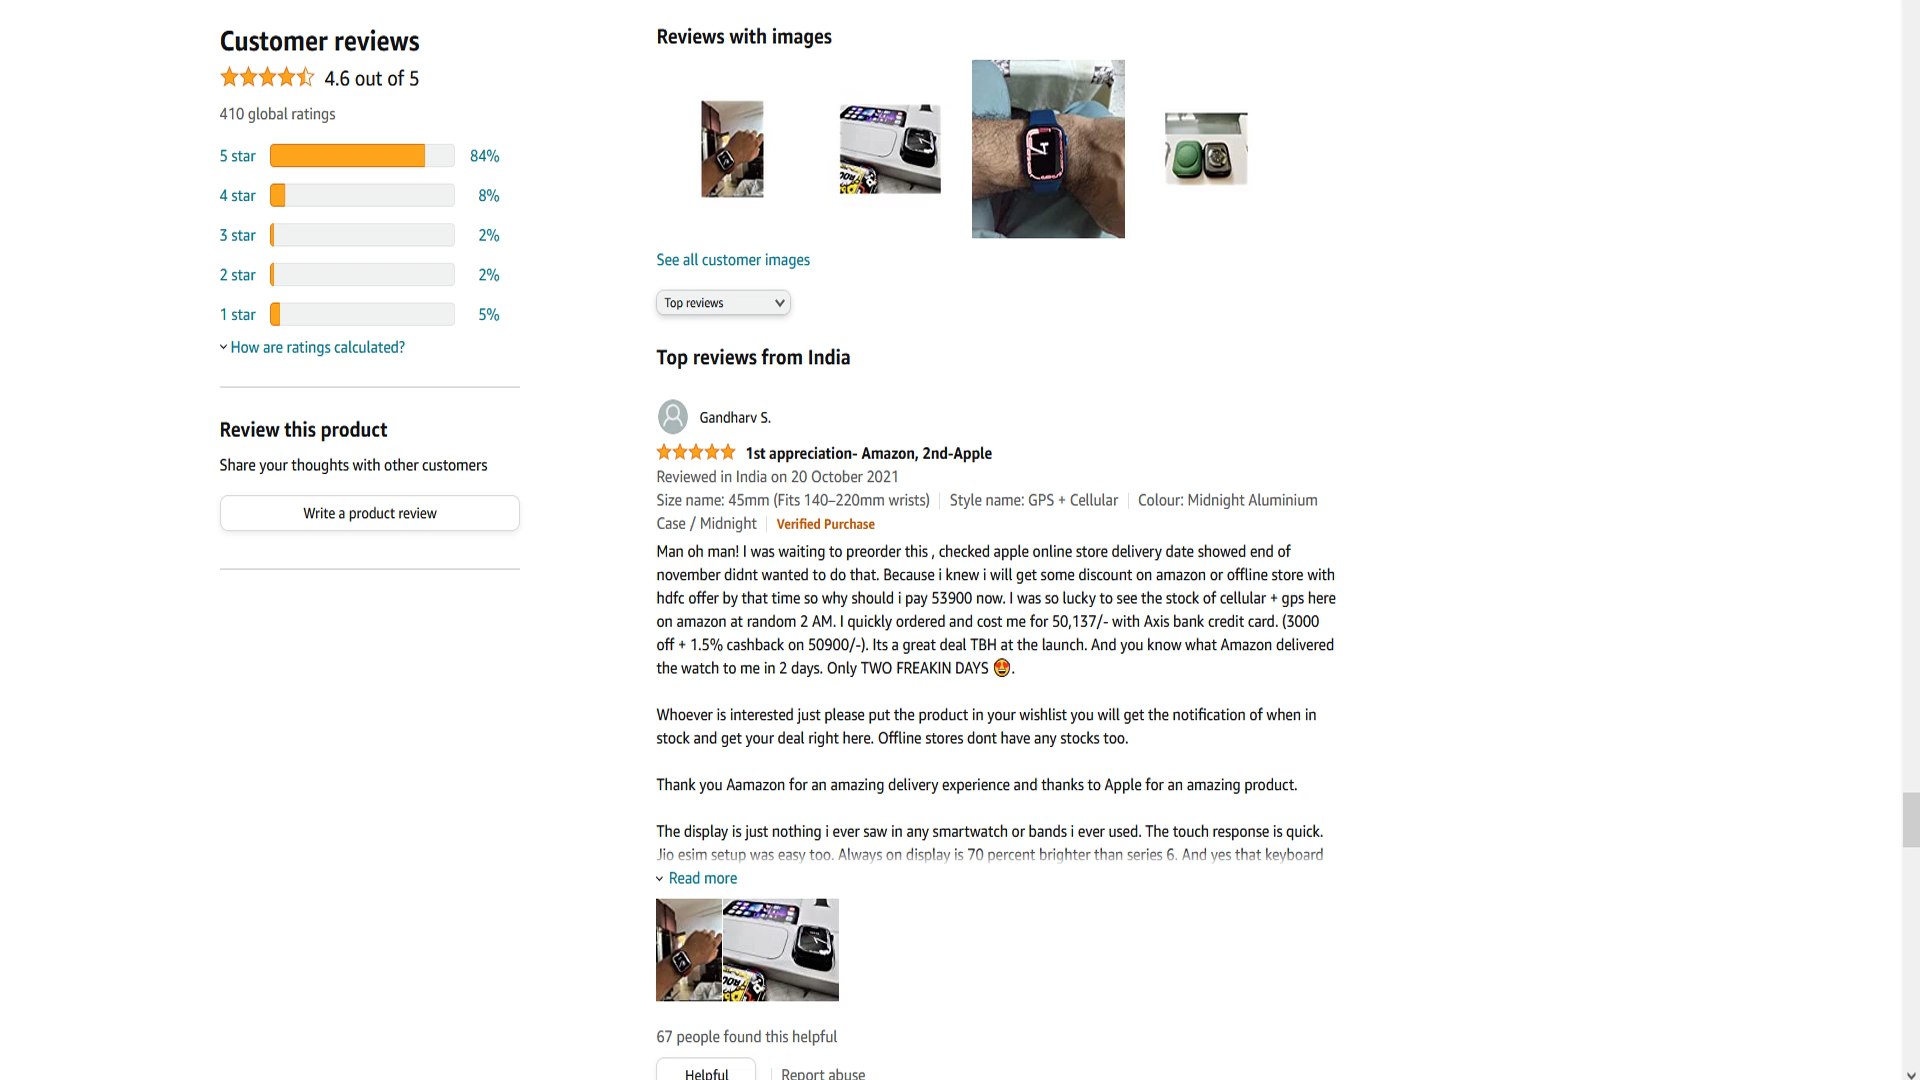 Customer reviews
4.6 out of 5
410 global ratings
5 star 84%
4 star 8%
3 star 2%
2 star 2%
1 star 5%
How are ratings calculated?
Review this product
Share your thoughts with other customers
Write a product review
Reviews with images
See all customer images
Top reviews
Top reviews from India
Gandharv S.
1st appreciation- Amazon, 2nd-Apple
Reviewed in India on 20 October 2021
Size name: 45mm (Fits 140–220mm wrists) | Style name: GPS + Cellular | Colour: Midnight Aluminium
Case / Midnight | Verified Purchase
Man oh man! I was waiting to preorder this , checked apple online store delivery date showed end of
november didnt wanted to do that. Because i knew i will get some discount on amazon or offline store with
hdfc offer by that time so why should i pay 53900 now. I was so lucky to see the stock of cellular + gps here
on amazon at random 2 AM. I quickly ordered and cost me for 50,137/- with Axis bank credit card. (3000
off + 1.5% cashback on 50900/-). Its a great deal TBH at the launch. And you know what Amazon delivered
the watch to me in 2 days. Only TWO FREAKIN DAYS 🤩.
Whoever is interested just please put the product in your wishlist you will get the notification of when in
stock and get your deal right here. Offline stores dont have any stocks too.
Thank you Aamazon for an amazing delivery experience and thanks to Apple for an amazing product.
The display is just nothing i ever saw in any smartwatch or bands i ever used. The touch response is quick.
Jio esim setup was easy too. Always on display is 70 percent brighter than series 6. And yes that keyboard
Read more
67 people found this helpful
Helpful | Report abuse